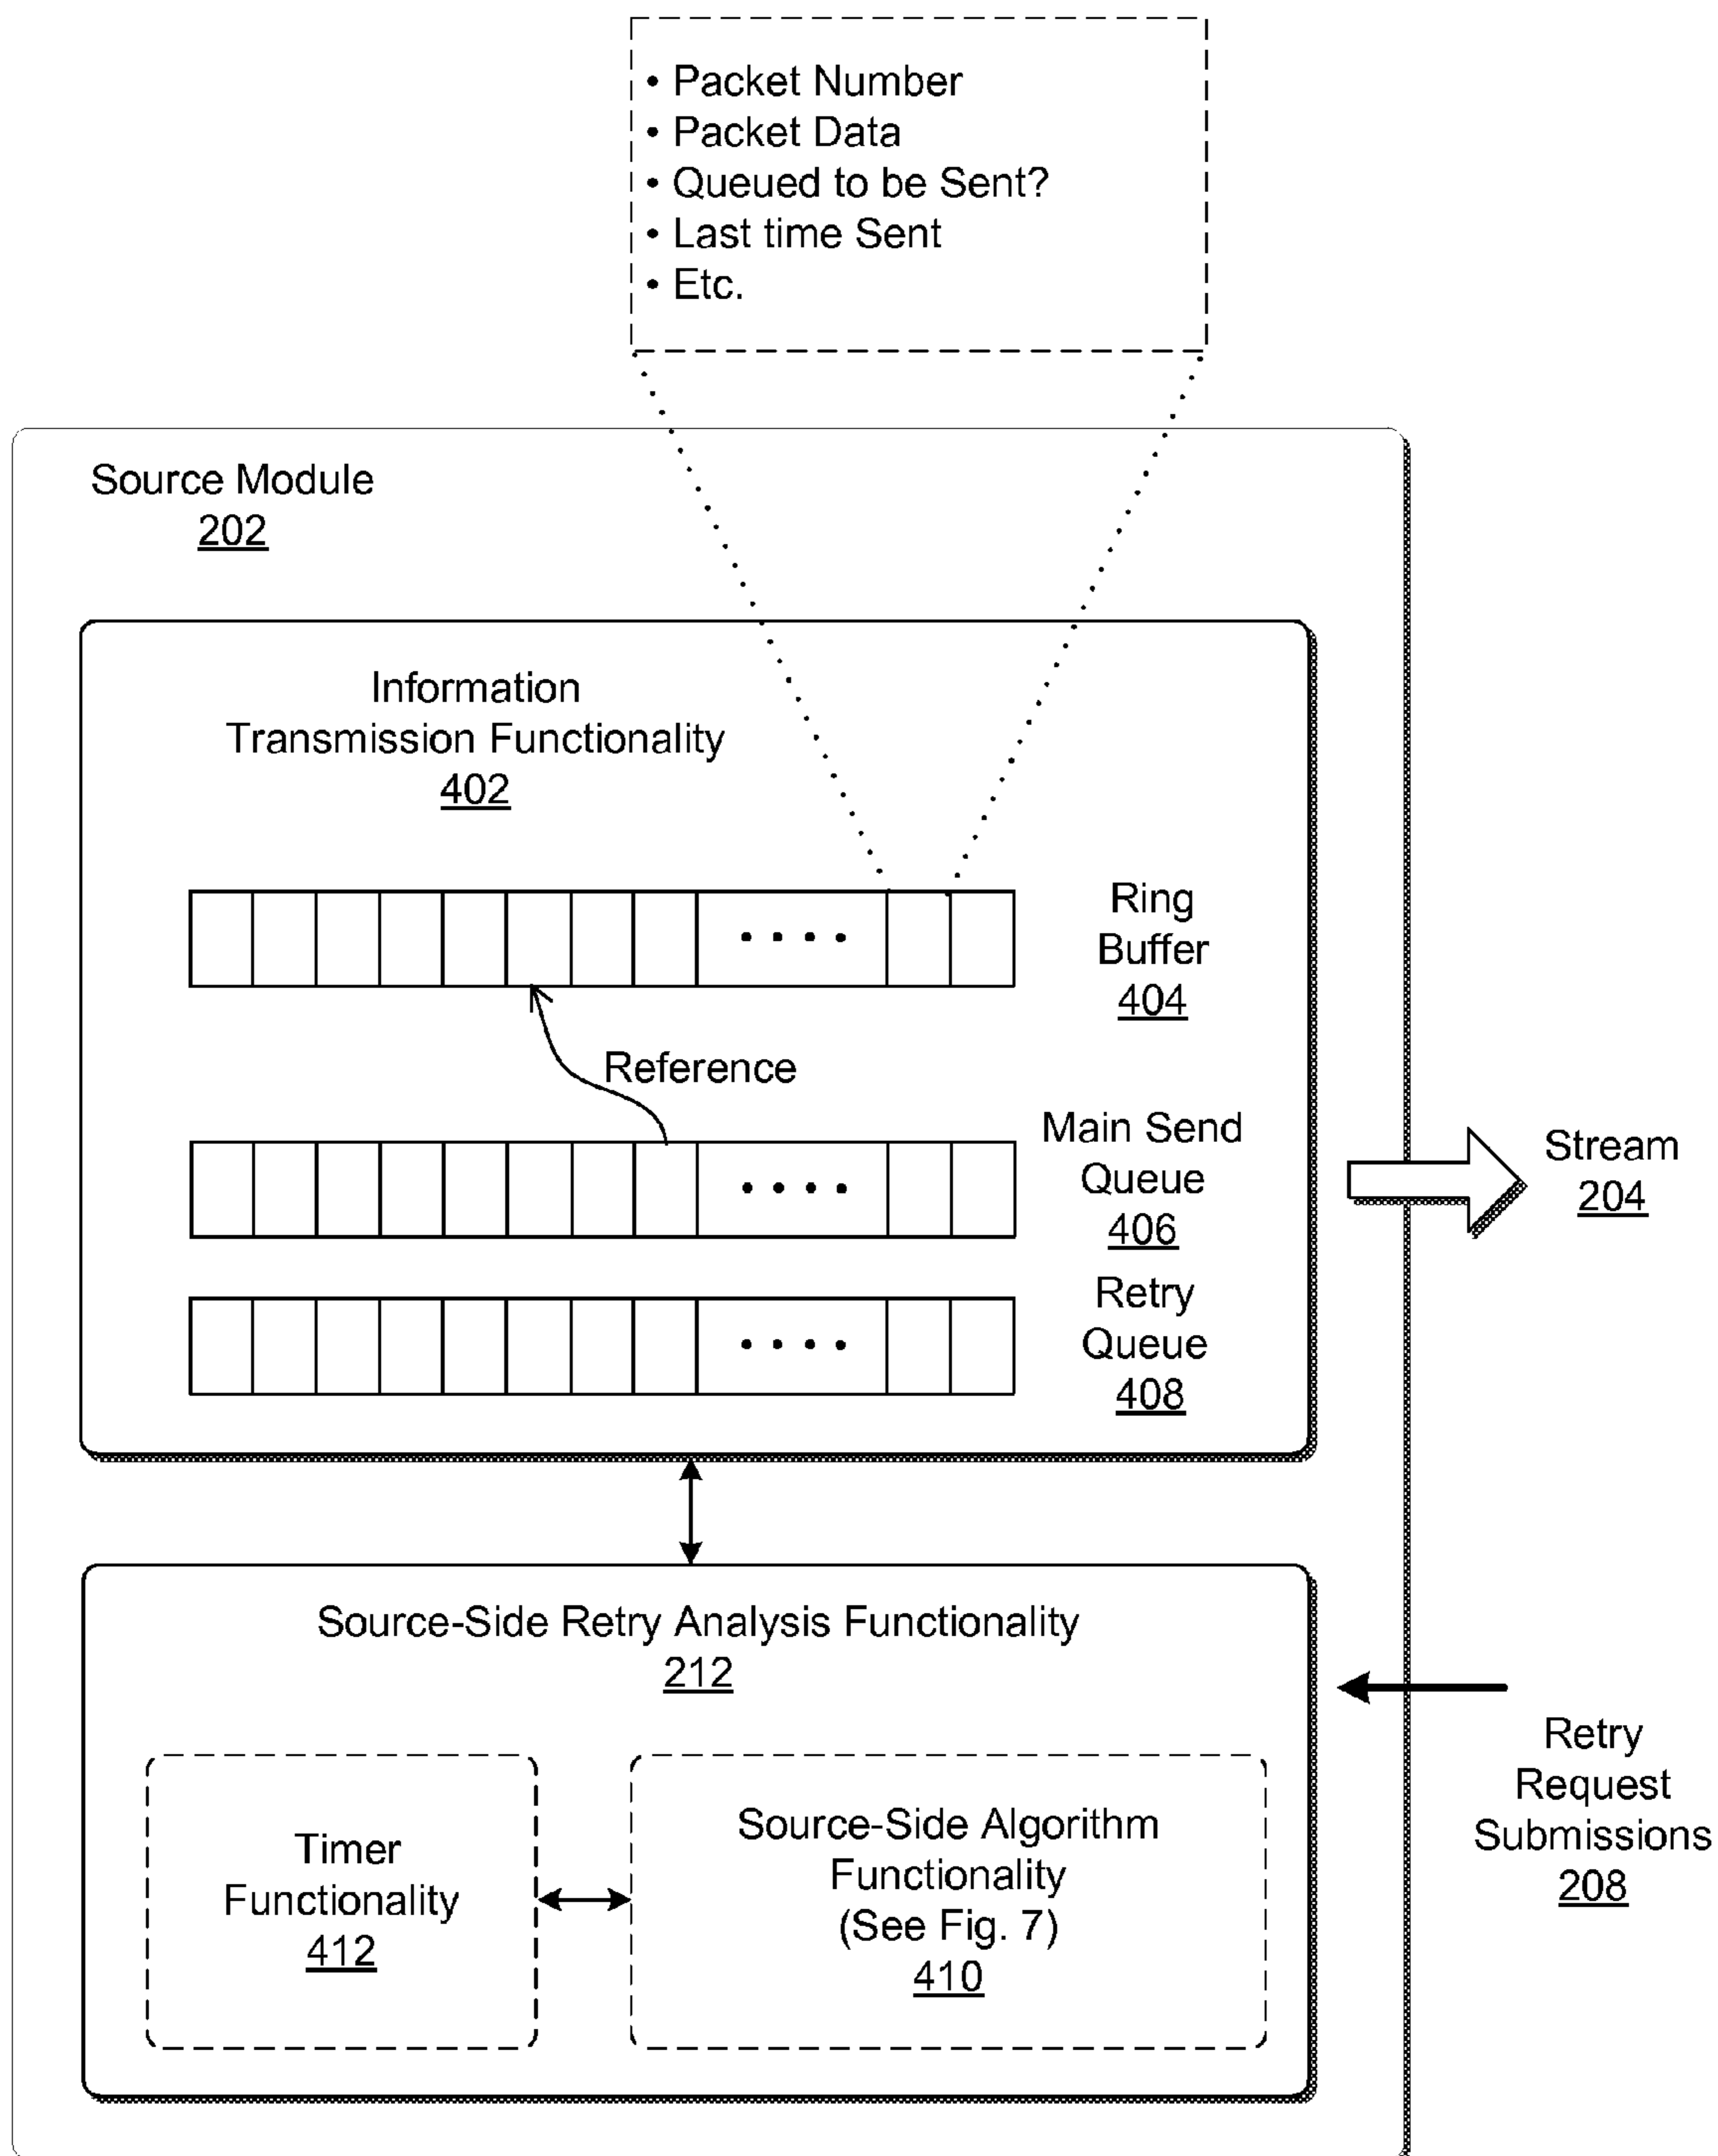 • Packet Number
• Packet Data
• Queued to be Sent?
• Last time Sent
• Etc.
Source Module
202
Information
Transmission Functionality
402
Ring
Buffer
404
Reference
Main Send
Queue
406
Retry
Queue
408
Stream
204
Source-Side Retry Analysis Functionality
212
Timer
Functionality
412
Source-Side Algorithm
Functionality
(See Fig. 7)
410
Retry
Request
Submissions
208